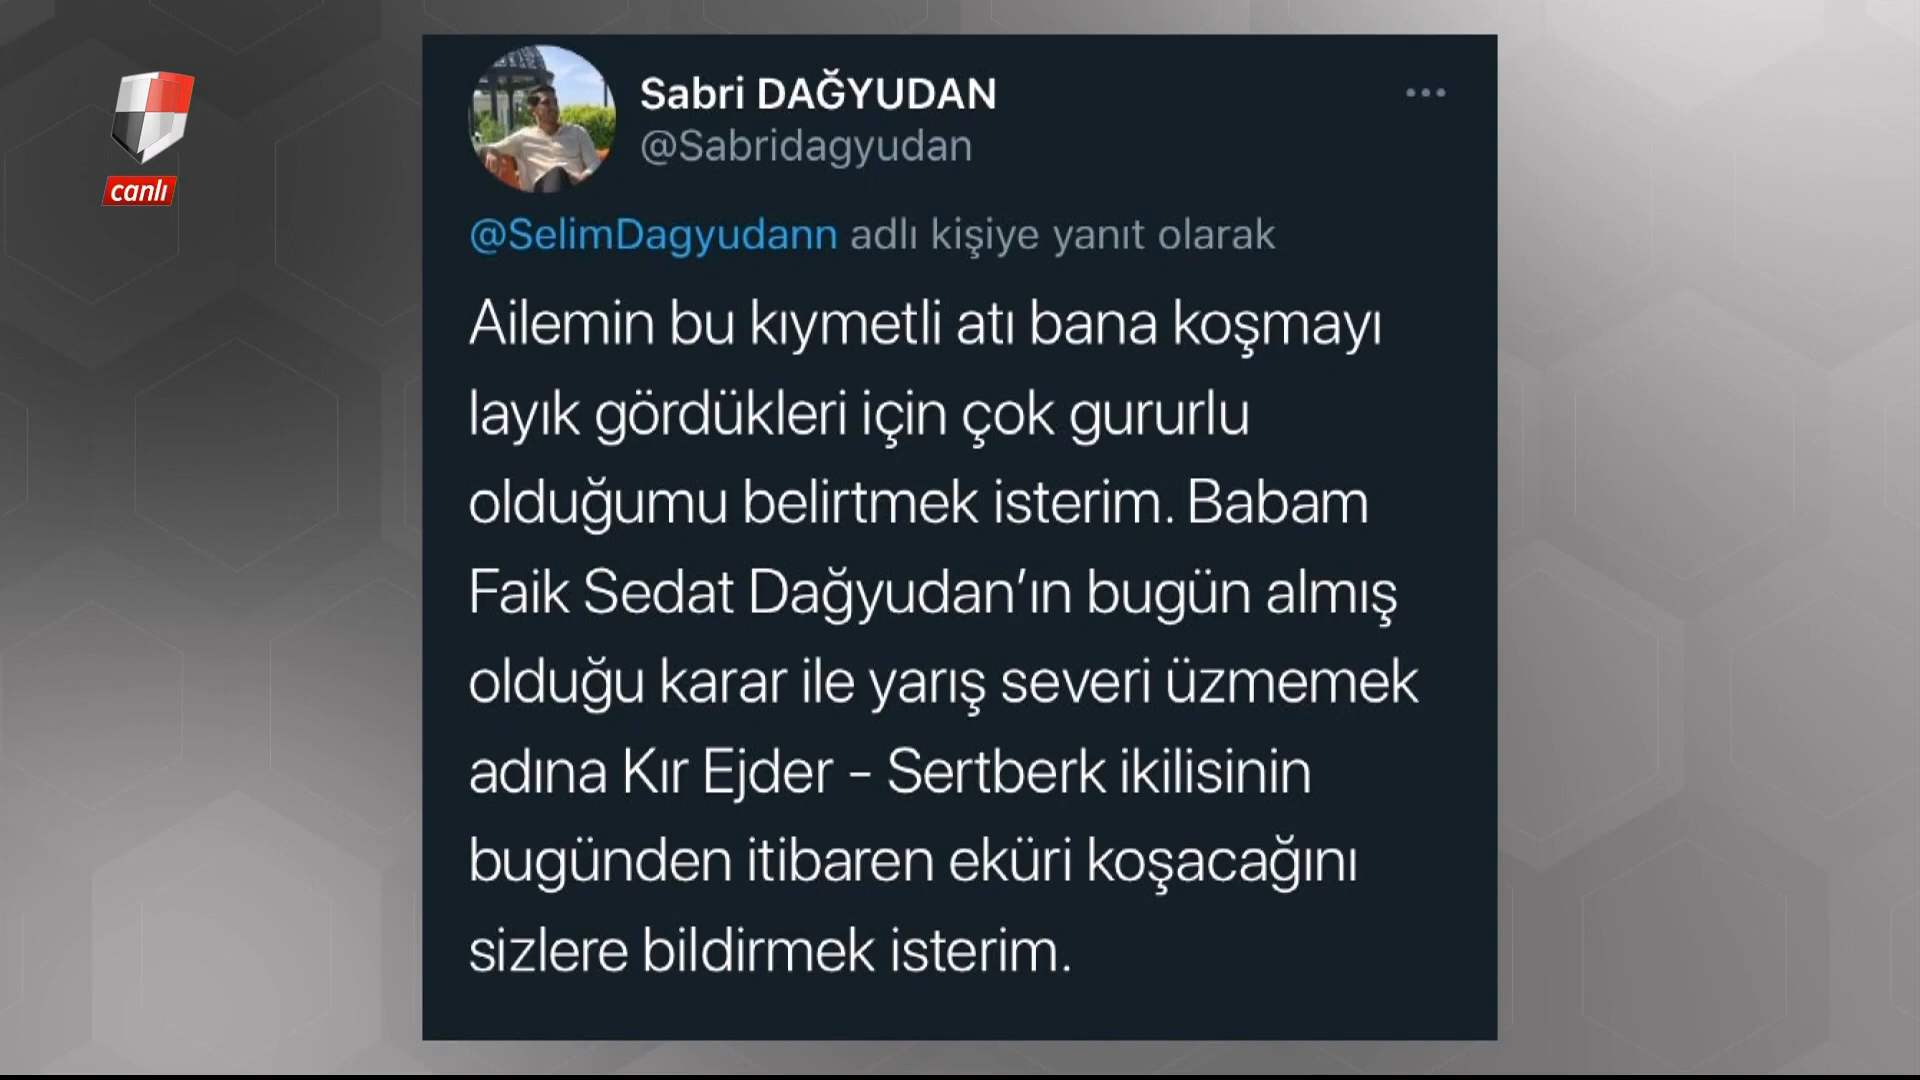 canlı
Sabri DAĞYUDAN
@Sabridagyudan
@SelimDagyudann adlı kişiye yanıt olarak
Ailemin bu kıymetli atı bana koşmayı
layık gördükleri için çok gururlu
olduğumu belirtmek isterim. Babam
Faik Sedat Dağyudan’ın bugün almış
olduğu karar ile yarış severi üzmemek
adına Kır Ejder - Sertberk ikilisinin
bugünden itibaren eküri koşacağını
sizlere bildirmek isterim.